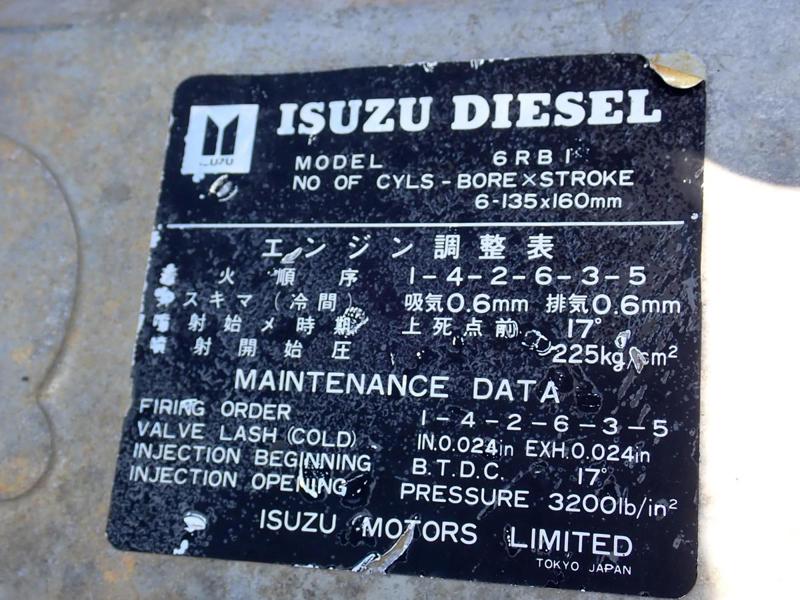 ISUZU
ISUZU DIESEL
MODEL 6RB1
NO OF CYLS - BORE×STROKE
6-135x160mm
エンジン調整表
火順序 1-4-2-6-3-5
スキマ (冷間) 吸気0.6mm 排気0.6mm
噴射始メ時期 上死点前 17°
噴射開始圧 225kg/cm²
MAINTENANCE DATA
FIRING ORDER 1-4-2-6-3-5
VALVE LASH (COLD) IN.0.024in EXH.0.024in
INJECTION BEGINNING B.T.D.C. 17°
INJECTION OPENING PRESSURE 3200lb/in²
ISUZU MOTORS LIMITED
TOKYO JAPAN